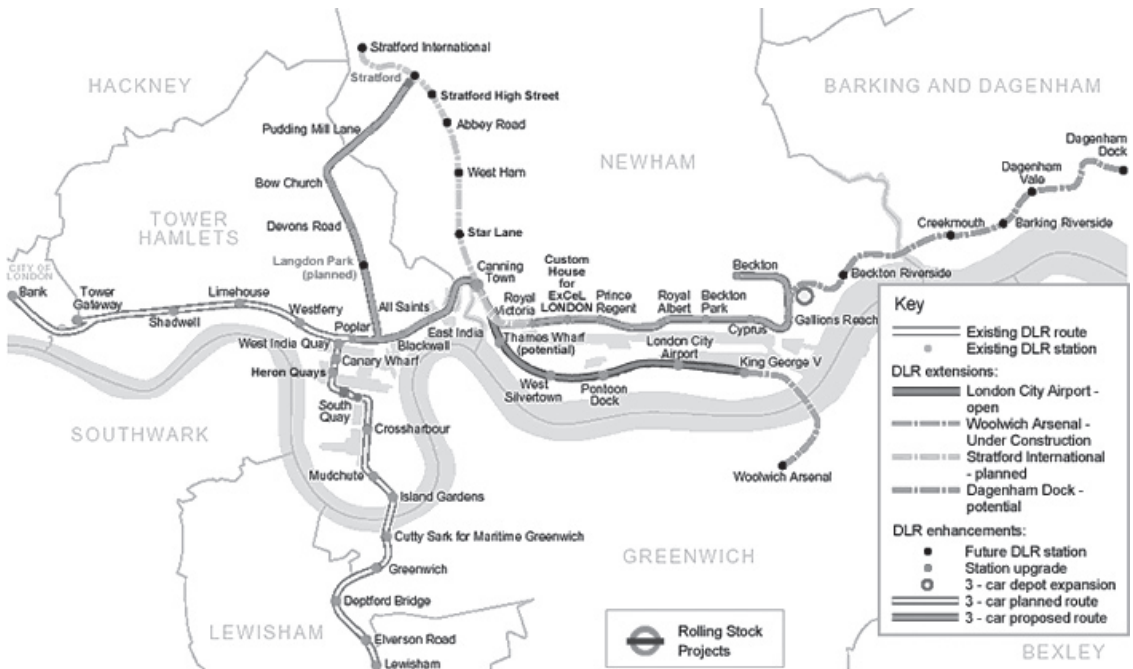 Stratford International
HACKNEY
Stratford
BARKING AND DAGENHAM
Stratford High Street
Pudding Mill Lane
Abbey Road
Dagenham
Dock
NEWHAM
Dagenham
Vale
West Ham
Bow Church
TOWER
HAMLETS
Devons Road
Creekmouth
Barking Riverside
Star Lane
Langdon Park
(planned)
CITY OF
LONDON
Bank
Tower
Gateway
Limehouse
Shadwell
Westferry
All Saints
Poplar
Canning
Town
Custom
House
for
ExCeL
LONDON
Beckton
Beckton Riverside
Royal
Victoria
Prince
Regent
Royal
Albert
Beckton
Park
Cyprus
Gallions Reach
East India
Blackwall
West India Quay
Canary Wharf
Thames Wharf
(potential)
London City
Airport
King George V
Heron Quays
West
Silvertown
Pontoon
Dock
South
Quay
SOUTHWARK
Crossharbour
Mudchute
Woolwich Arsenal
Island Gardens
Cutty Sark for Maritime Greenwich
GREENWICH
Greenwich
Deptford Bridge
LEWISHAM
Elverson Road
Lewisham
Rolling Stock
Projects
BEXLEY
Key
Existing DLR route
Existing DLR station
DLR extensions:
London City Airport -
open
Woolwich Arsenal -
Under Construction
Stratford International
- planned
Dagenham Dock -
potential
DLR enhancements:
Future DLR station
Station upgrade
3 - car depot expansion
3 - car planned route
3 - car proposed route